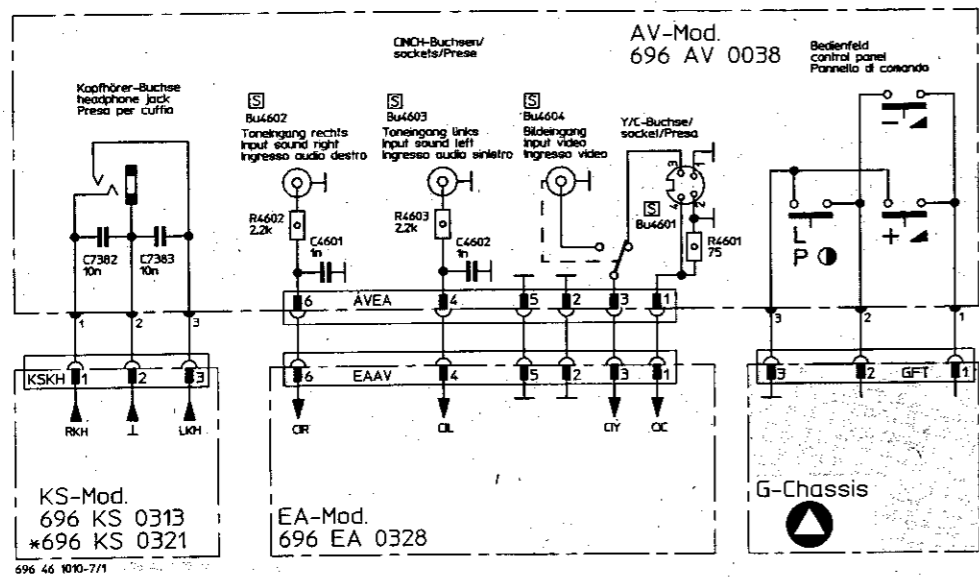 AV-Mod.
696 AV 0038
CINCH-Buchsen/
sockets/Prese
Bedienfeld
control panel
Pannello di comando
Kopfhörer-Buchse
headphone jack
Presa per cuffia
S
Bu4602
Toneingang rechts
Input sound right
Ingresso audio destro
S
Bu4603
Toneingang links
Input sound left
Ingresso audio sinistro
S
Bu4604
Bildeingang
Input video
Ingresso video
Y/C-Buchse/
socket/Presa
3 1
4 2
S
Bu4601
R4601
75
R4602
2.2k
C4601
1n
R4603
2.2k
C4602
1n
C7382
10n
C7383
10n
-
L
P
+
6 AVEA 4 5 2 3 1
1 2 3
3 2 1
KSKH 1 2 3
6 EAAV 4 5 2 3 1
3 2 GFT 1
RKH ⊥ LKH
CIR CIL CIY CIC
KS-Mod.
696 KS 0313
*696 KS 0321
EA-Mod.
696 EA 0328
G-Chassis
696 46 1010-7/1